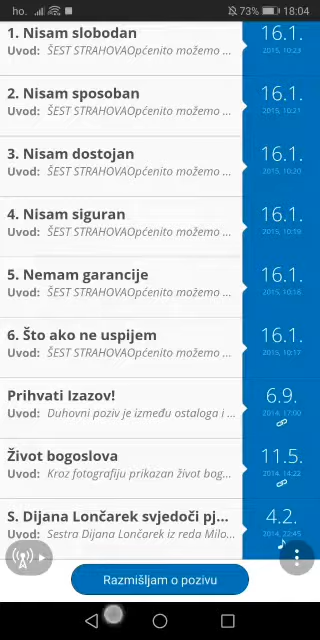 ho. 73% 18:04
1. Nisam slobodan 16.1.
Uvod: ŠEST STRAHOVAOpćenito možemo ... 2015, 10:23
2. Nisam sposoban 16.1.
Uvod: ŠEST STRAHOVAOpćenito možemo ... 2015, 10:21
3. Nisam dostojan 16.1.
Uvod: ŠEST STRAHOVAOpćenito možemo ... 2015, 10:20
4. Nisam siguran 16.1.
Uvod: ŠEST STRAHOVAOpćenito možemo ... 2015, 10:19
5. Nemam garancije 16.1.
Uvod: ŠEST STRAHOVAOpćenito možemo ... 2015, 10:18
6. Što ako ne uspijem 16.1.
Uvod: ŠEST STRAHOVAOpćenito možemo ... 2015, 10:17
Prihvati Izazov! 6.9.
Uvod: Duhovni poziv je između ostaloga i ... 2014, 17:00
Život bogoslova 11.5.
Uvod: Kroz fotografiju prikazan život bog... 2014, 14:22
S. Dijana Lončarek svjedoči pj... 4.2.
Uvod: Sestra Dijana Lončarek iz reda Milo... 2014, 22:45
Razmišljam o pozivu